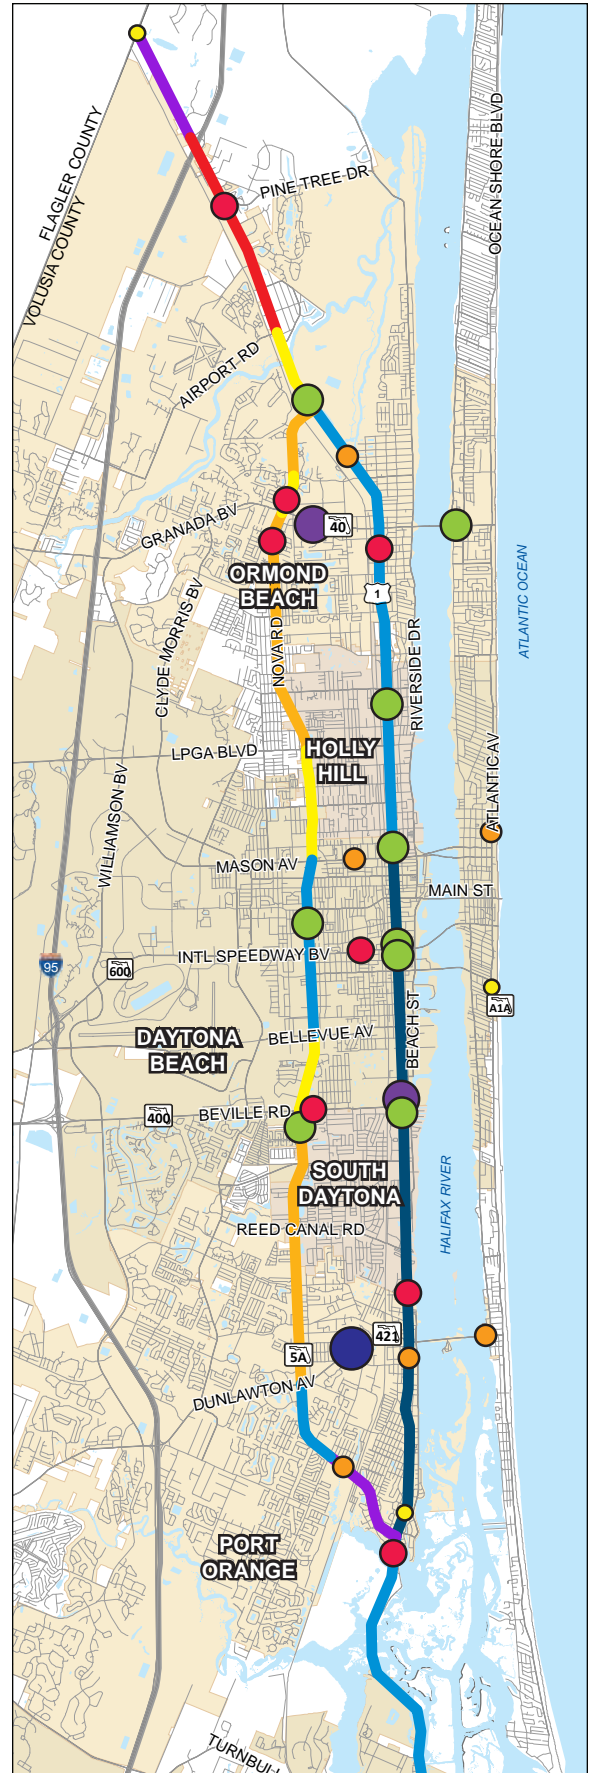 OCEAN SHORE BLVD
FLAGLER COUNTY
VOLUSIA COUNTY
PINE TREE DR
AIRPORT RD
GRANADA BV
40
ORMOND
BEACH
ATLANTIC OCEAN
1
CLYDE MORRIS BV
NOVA RD
RIVERSIDE DR
LPGA BLVD
HOLLY
HILL
ATLANTIC AV
WILLIAMSON BV
MASON AV
MAIN ST
INTL SPEEDWAY BV
95
600
A1A
BEACH ST
DAYTONA
BEACH
BELLEVUE AV
400
BEVILLE RD
SOUTH
DAYTONA
HALIFAX RIVER
REED CANAL RD
421
5A
DUNLAWTON AV
PORT
ORANGE